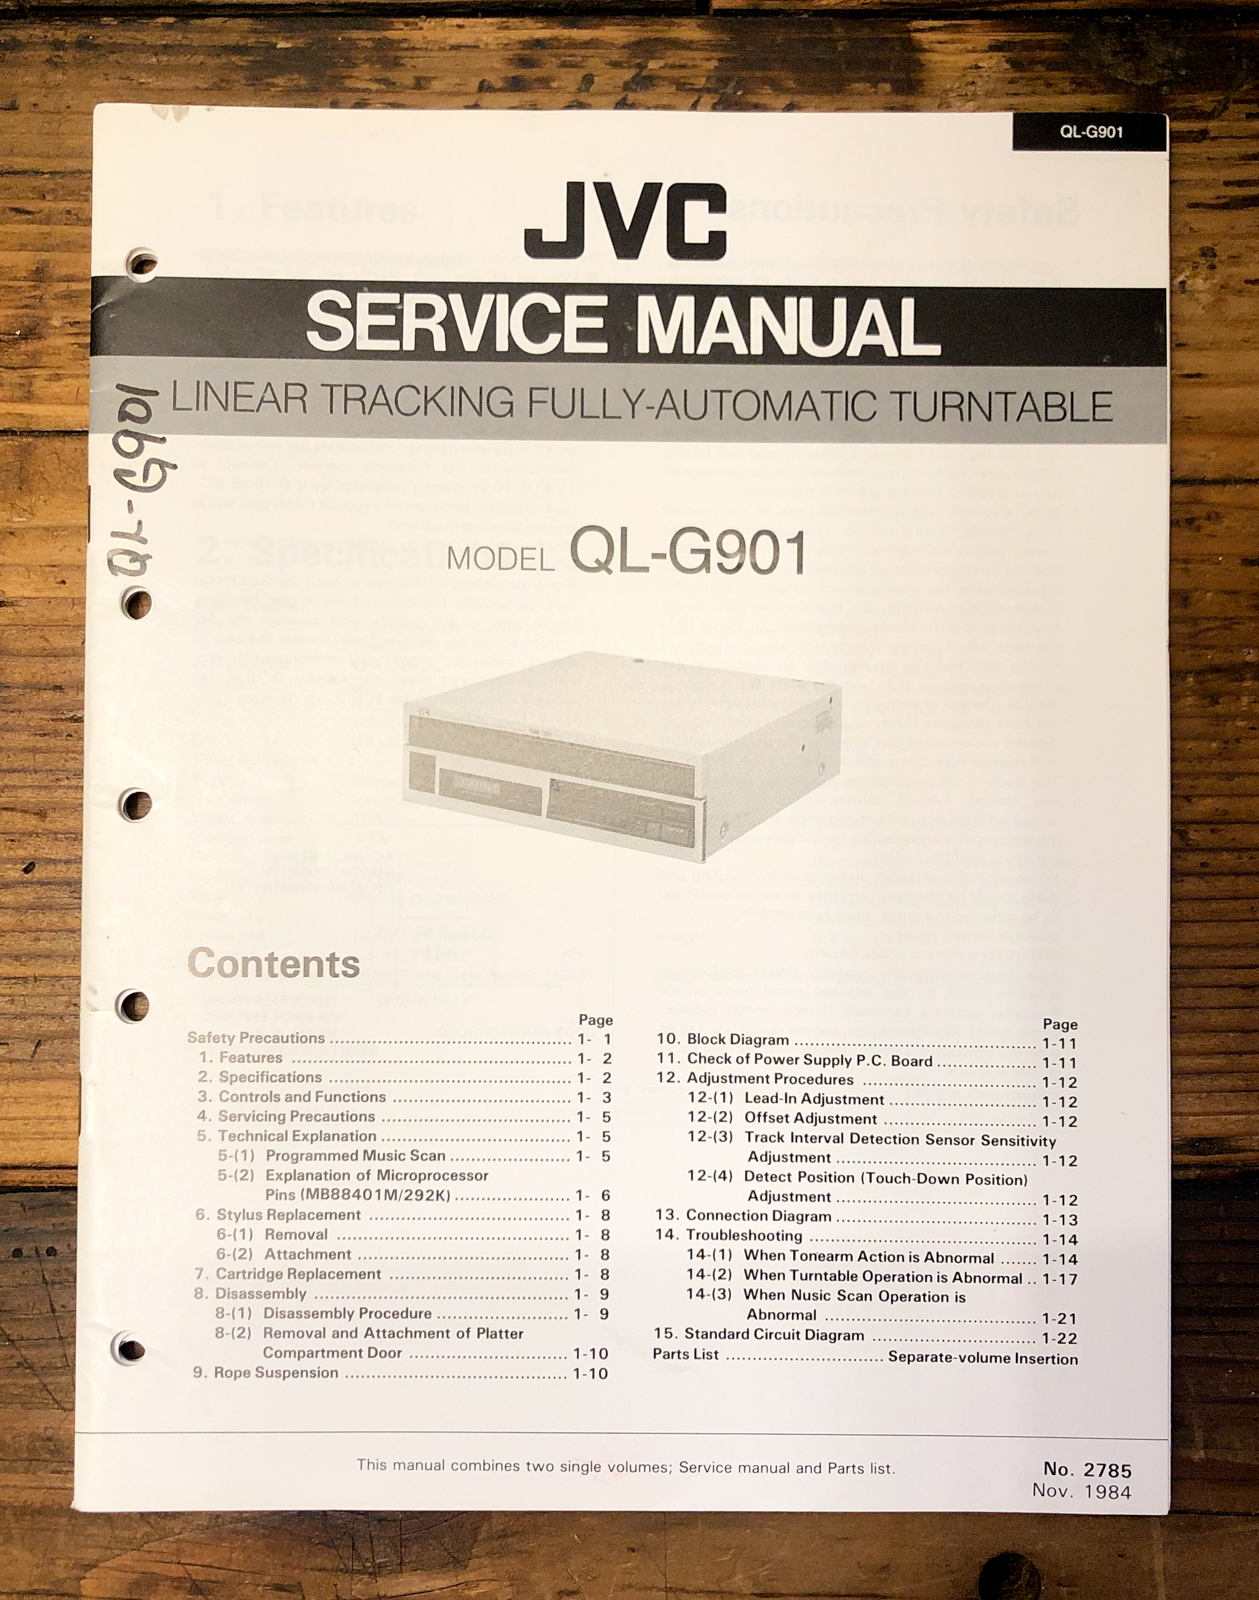 QL-G901
JVC
SERVICE MANUAL
LINEAR TRACKING FULLY-AUTOMATIC TURNTABLE
QL-G901
MODEL QL-G901
Contents
Page
Safety Precautions ........ 1- 1
1. Features ........ 1- 2
2. Specifications ........ 1- 2
3. Controls and Functions ........ 1- 3
4. Servicing Precautions ........ 1- 5
5. Technical Explanation ........ 1- 5
5-(1) Programmed Music Scan ........ 1- 5
5-(2) Explanation of Microprocessor
Pins (MB88401M/292K) ........ 1- 6
6. Stylus Replacement ........ 1- 8
6-(1) Removal ........ 1- 8
6-(2) Attachment ........ 1- 8
7. Cartridge Replacement ........ 1- 8
8. Disassembly ........ 1- 9
8-(1) Disassembly Procedure ........ 1- 9
8-(2) Removal and Attachment of Platter
Compartment Door ........ 1-10
9. Rope Suspension ........ 1-10
Page
10. Block Diagram ........ 1-11
11. Check of Power Supply P.C. Board ........ 1-11
12. Adjustment Procedures ........ 1-12
12-(1) Lead-In Adjustment ........ 1-12
12-(2) Offset Adjustment ........ 1-12
12-(3) Track Interval Detection Sensor Sensitivity
Adjustment ........ 1-12
12-(4) Detect Position (Touch-Down Position)
Adjustment ........ 1-12
13. Connection Diagram ........ 1-13
14. Troubleshooting ........ 1-14
14-(1) When Tonearm Action is Abnormal ....... 1-14
14-(2) When Turntable Operation is Abnormal .. 1-17
14-(3) When Nusic Scan Operation is
Abnormal ........ 1-21
15. Standard Circuit Diagram ........ 1-22
Parts List ........ Separate-volume Insertion
This manual combines two single volumes; Service manual and Parts list.
No. 2785
Nov. 1984